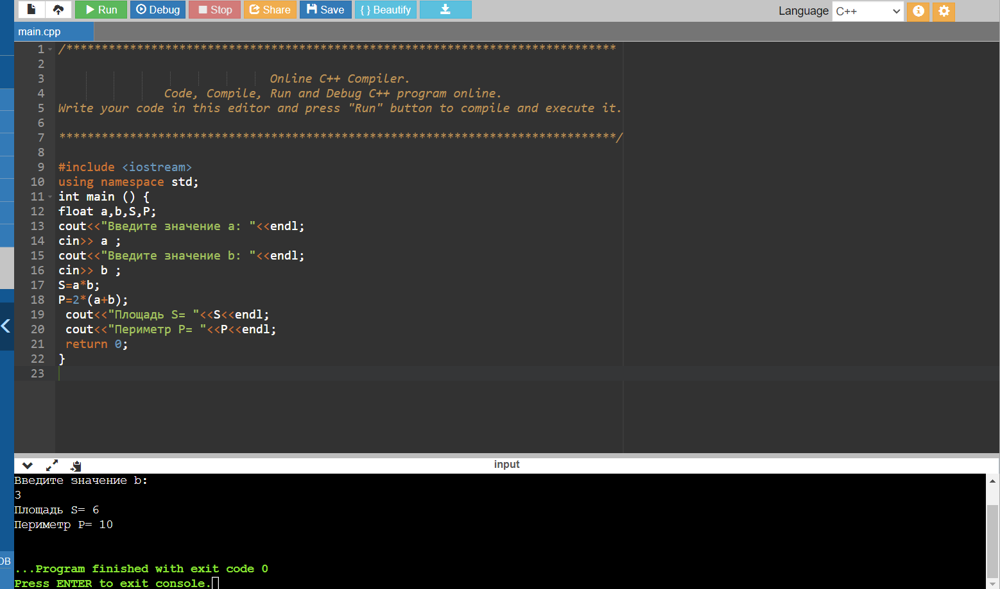 Run Debug Stop Share Save { } Beautify Language C++
main.cpp
1 /******************************************************************************
2
3 Online C++ Compiler.
4 Code, Compile, Run and Debug C++ program online.
5 Write your code in this editor and press "Run" button to compile and execute it.
6
7 *******************************************************************************/
8
9 #include <iostream>
10 using namespace std;
11 int main () {
12 float a,b,S,P;
13 cout<<"Введите значение a: "<<endl;
14 cin>> a ;
15 cout<<"Введите значение b: "<<endl;
16 cin>> b ;
17 S=a*b;
18 P=2*(a+b);
19 cout<<"Площадь S= "<<S<<endl;
20 cout<<"Периметр P= "<<P<<endl;
21 return 0;
22 }
23
input
Введите значение b:
3
Площадь S= 6
Периметр P= 10
...Program finished with exit code 0
Press ENTER to exit console.